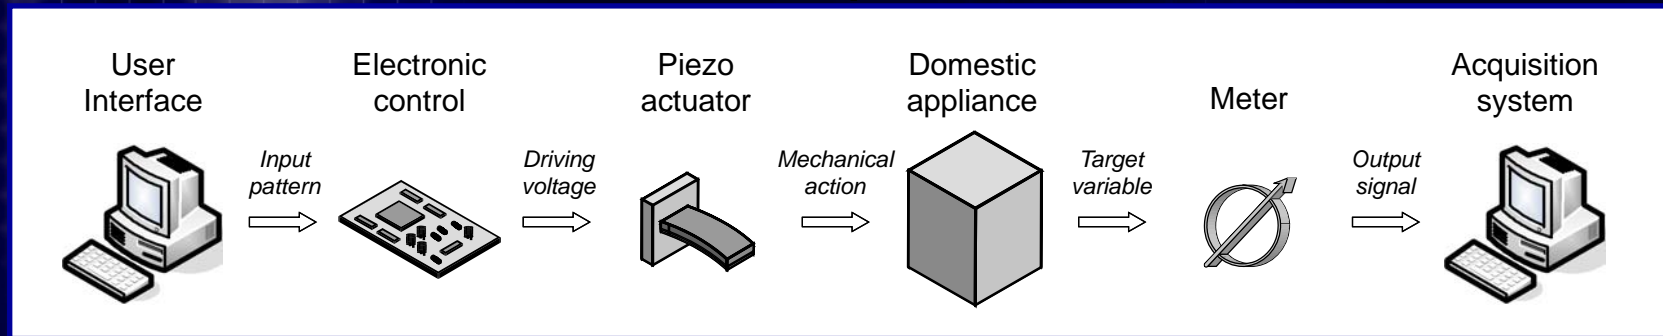 User
Interface
Electronic
control
Piezo
actuator
Domestic
appliance
Meter
Acquisition
system
Input
pattern
Driving
voltage
Mechanical
action
Target
variable
Output
signal